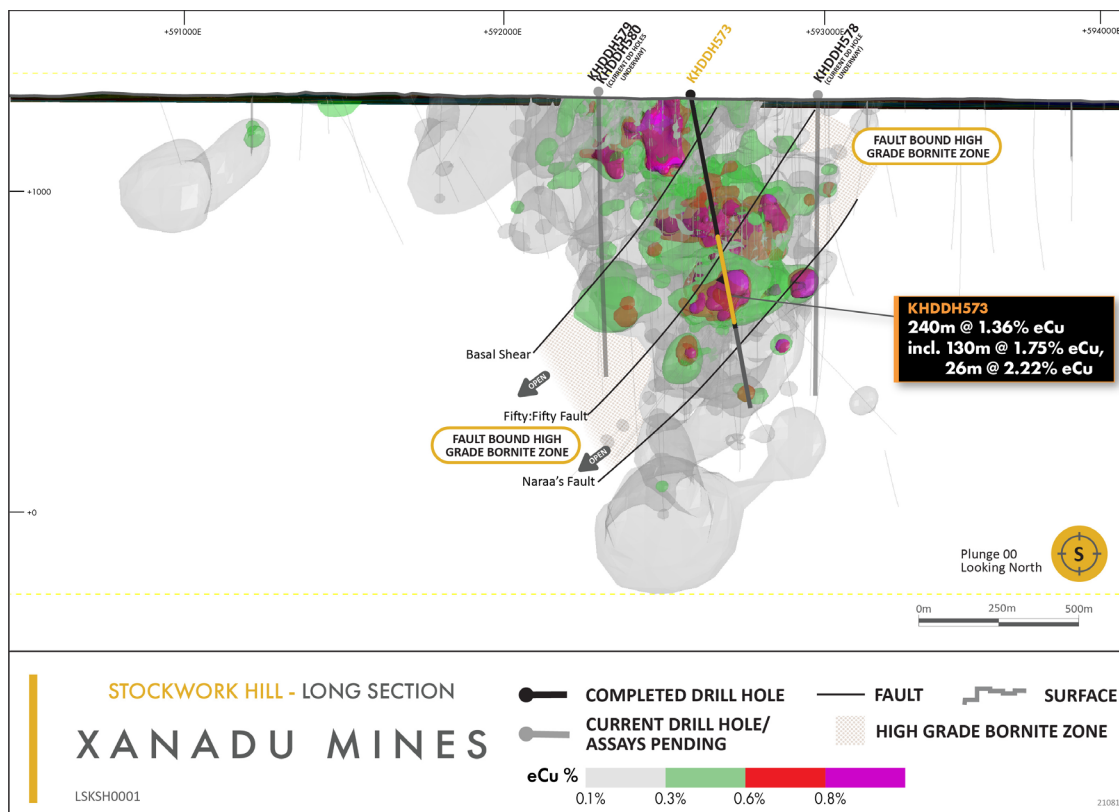 +591000E
+592000E
KHDDH579
KHDDH580
(CURRENT DD HOLES
UNDERWAY)
KHDDH573
+593000E
KHDDH578
(CURRENT DD HOLE
UNDERWAY)
+594000E
FAULT BOUND HIGH
GRADE BORNITE ZONE
+1000
KHDDH573
240m @ 1.36% eCu
incl. 130m @ 1.75% eCu,
26m @ 2.22% eCu
Basal Shear
OPEN
Fifty:Fifty Fault
FAULT BOUND HIGH
GRADE BORNITE ZONE
OPEN
Naraa's Fault
+0
Plunge 00
Looking North
S
0m 250m 500m
STOCKWORK HILL - LONG SECTION
XANADU MINES
LSKSH0001
COMPLETED DRILL HOLE
FAULT
SURFACE
CURRENT DRILL HOLE/
ASSAYS PENDING
HIGH GRADE BORNITE ZONE
eCu %
0.1% 0.3% 0.6% 0.8%